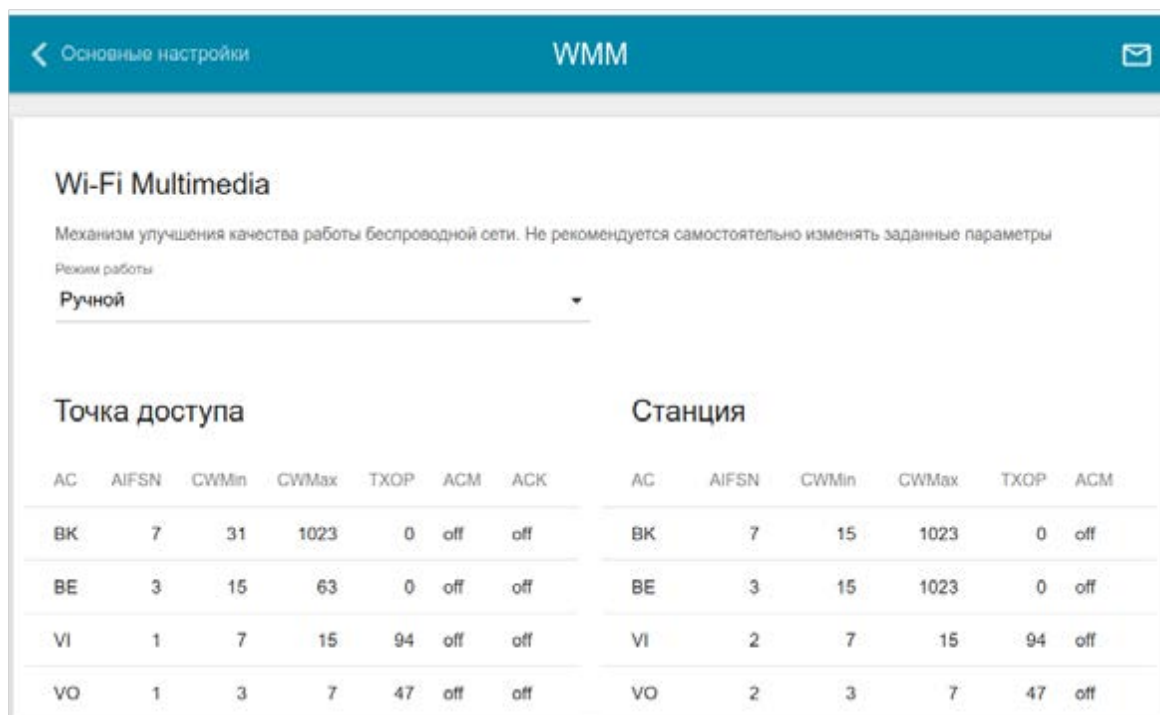 Основные настройки WMM
Wi-Fi Multimedia
Механизм улучшения качества работы беспроводной сети. Не рекомендуется самостоятельно изменять заданные параметры
Режим работы
Ручной
Точка доступа
AC AIFSN CWMin CWMax TXOP ACM ACK
BK 7 31 1023 0 off off
BE 3 15 63 0 off off
VI 1 7 15 94 off off
VO 1 3 7 47 off off
Станция
AC AIFSN CWMin CWMax TXOP ACM
BK 7 15 1023 0 off
BE 3 15 1023 0 off
VI 2 7 15 94 off
VO 2 3 7 47 off